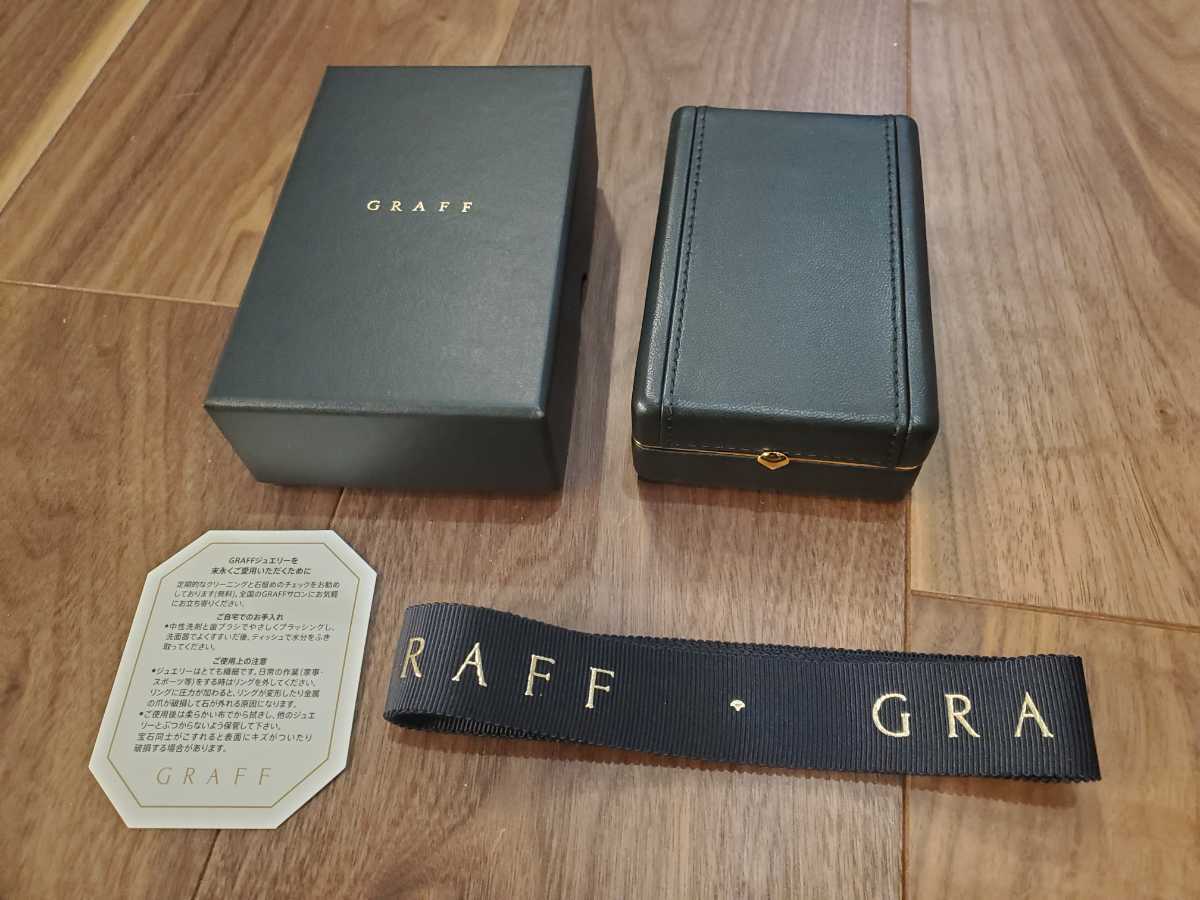 GRAFF
GRAFFジュエリーを
末永くご愛用いただくために
定期的なクリーニングと石留めのチェックをお勧め
しております(無料)。全国のGRAFFサロンにお気軽
にお立ち寄りください。
ご自宅でのお手入れ
●中性洗剤と歯ブラシでやさしくブラッシングし、
洗面器でよくすすいだ後、ティッシュで水分をふき
取ってください。
ご使用上の注意
●ジュエリーはとても繊細です。日常の作業(家事・
スポーツ等)をする時はリングを外してください。
リングに圧力が加わると、リングが変形したり金属
の爪が破損して石が外れる原因になります。
●ご使用後は柔らかい布でから拭きし、他のジュエ
リーとぶつからないよう保管して下さい。
宝石同士がこすれると表面にキズがついたり
破損する場合があります。
GRAFF
RAFF GRA